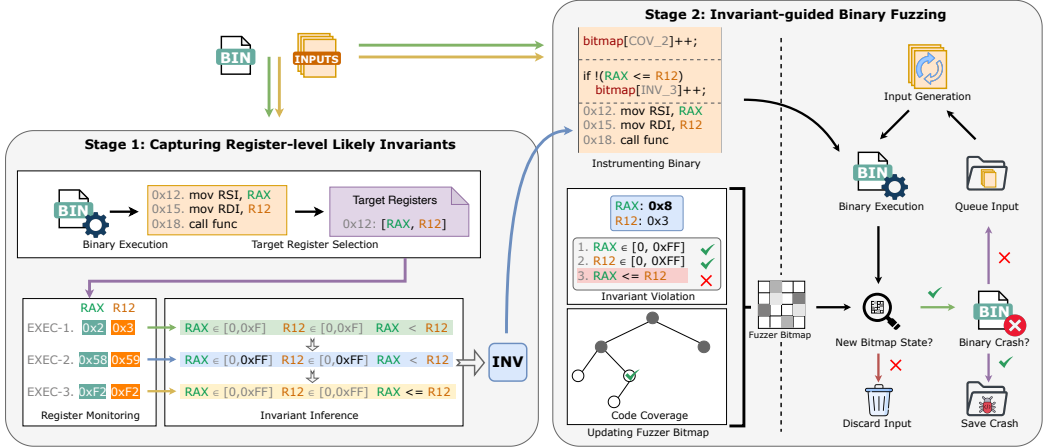 BIN
INPUTS
Stage 1: Capturing Register-level Likely Invariants
BIN
Binary Execution
0x12. mov RSI, RAX
0x15. mov RDI, R12
0x18. call func
Target Register Selection
Target Registers
0x12: [RAX, R12]
RAX R12
EXEC-1. 0x2 0x3
EXEC-2. 0x58 0x59
EXEC-3. 0xF2 0xF2
Register Monitoring
RAX ∈ [0,0xF] R12 ∈ [0,0xF] RAX < R12
RAX ∈ [0,0xFF] R12 ∈ [0,0xFF] RAX < R12
RAX ∈ [0,0xFF] R12 ∈ [0,0xFF] RAX <= R12
Invariant Inference
INV
Stage 2: Invariant-guided Binary Fuzzing
bitmap[COV_2]++;
if !(RAX <= R12)
bitmap[INV_3]++;
0x12. mov RSI, RAX
0x15. mov RDI, R12
0x18. call func
Instrumenting Binary
RAX: 0x8
R12: 0x3
1. RAX ∈ [0, 0xFF]
2. R12 ∈ [0, 0XFF]
3. RAX <= R12
Invariant Violation
Code Coverage
Updating Fuzzer Bitmap
Fuzzer Bitmap
Input Generation
BIN
Binary Execution
Queue Input
New Bitmap State?
BIN
Binary Crash?
Discard Input
Save Crash